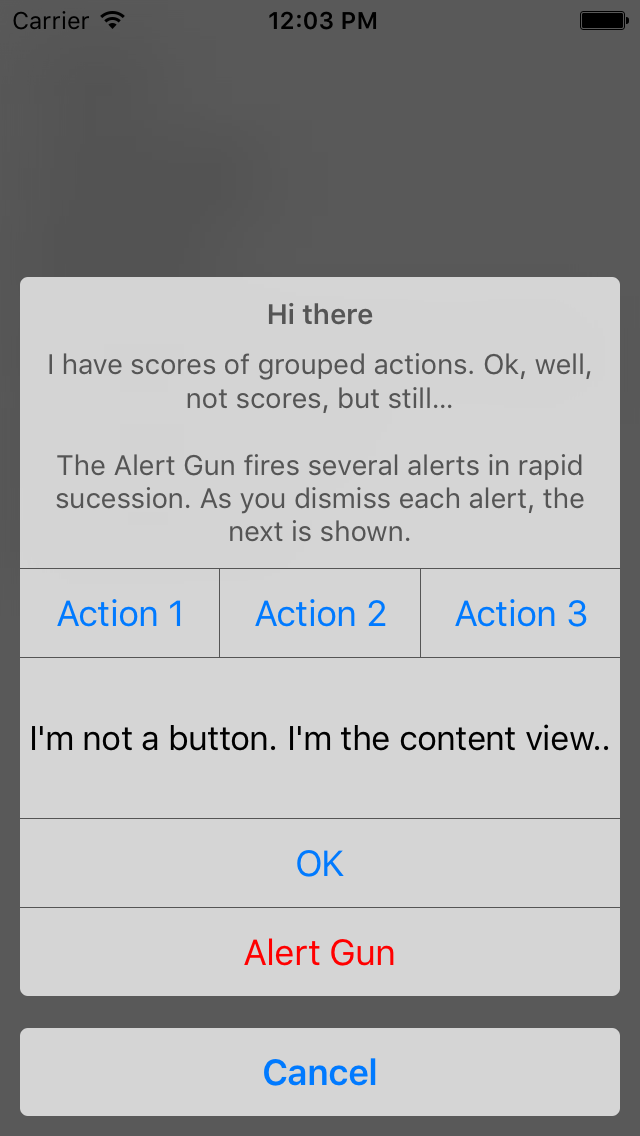 Carrier
12:03 PM
Hi there
I have scores of grouped actions. Ok, well,
not scores, but still...
The Alert Gun fires several alerts in rapid
sucession. As you dismiss each alert, the
next is shown.
Action 1
Action 2
Action 3
I'm not a button. I'm the content view..
OK
Alert Gun
Cancel